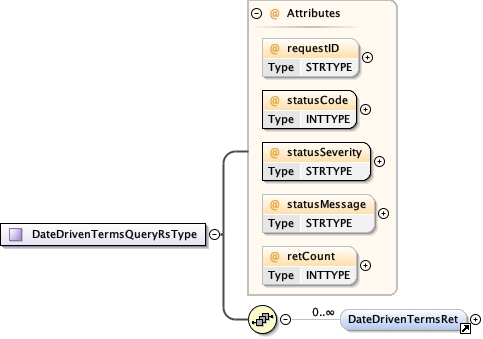 @ Attributes
@ requestID
Type STRTYPE
@ statusCode
Type INTTYPE
@ statusSeverity
Type STRTYPE
@ statusMessage
Type STRTYPE
DateDrivenTermsQueryRsType
@ retCount
Type INTTYPE
0..∞
DateDrivenTermsRet